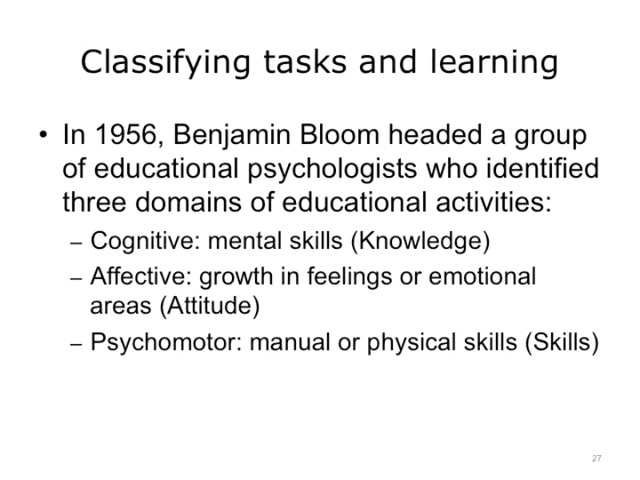 Classifying tasks and learning
• In 1956, Benjamin Bloom headed a group
of educational psychologists who identified
three domains of educational activities:
– Cognitive: mental skills (Knowledge)
– Affective: growth in feelings or emotional
areas (Attitude)
– Psychomotor: manual or physical skills (Skills)
27